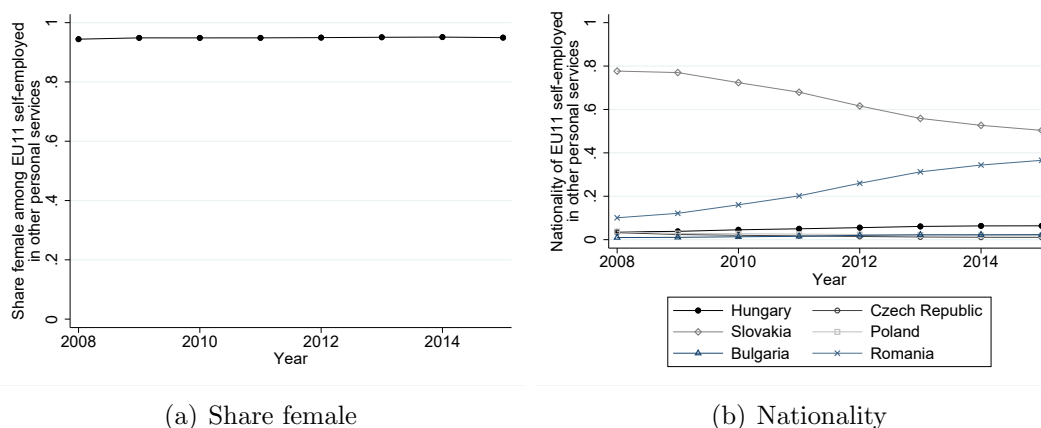 Share female among EU11 self-employed
in other personal services
1
.8
.6
.4
.2
0
2008 2010 2012 2014
Year
(a) Share female
Nationality of EU11 self-employed
in other personal services
1
.8
.6
.4
.2
0
2008 2010 2012 2014
Year
Hungary Czech Republic
Slovakia Poland
Bulgaria Romania
(b) Nationality